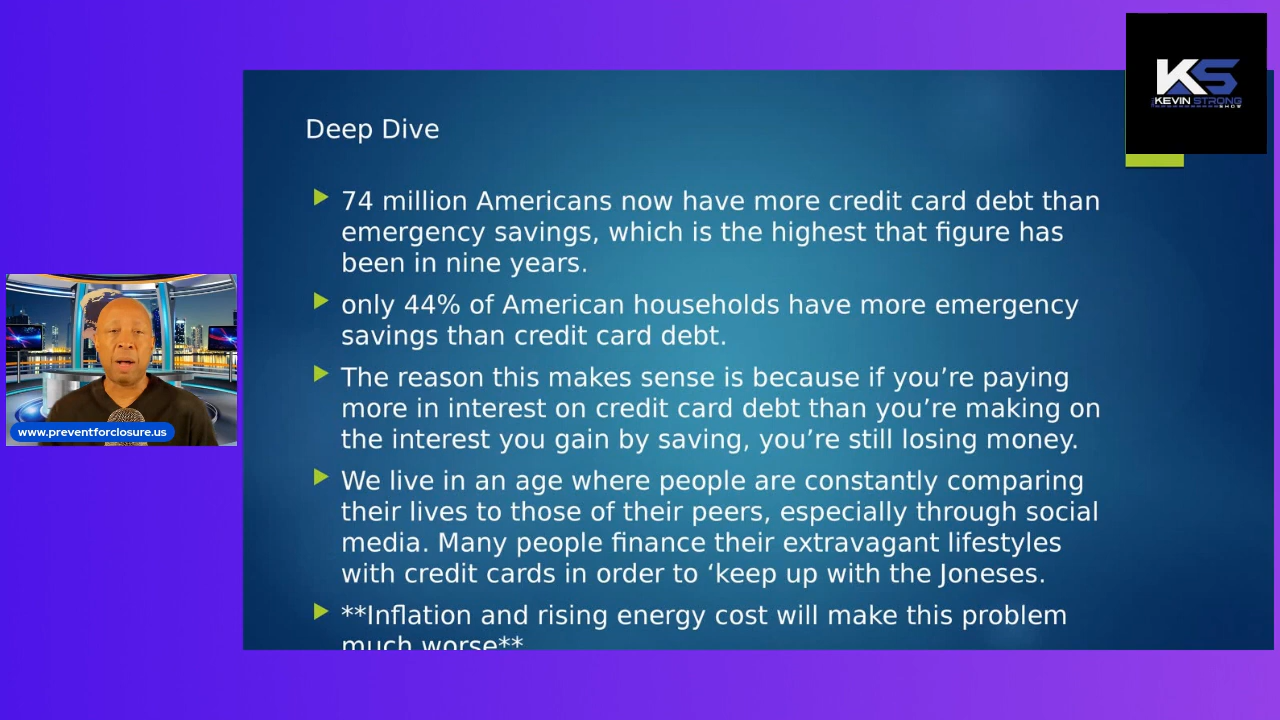 KS
KEVIN STRONG
SHOW
Deep Dive
74 million Americans now have more credit card debt than
emergency savings, which is the highest that figure has
been in nine years.
only 44% of American households have more emergency
savings than credit card debt.
The reason this makes sense is because if you’re paying
more in interest on credit card debt than you’re making on
the interest you gain by saving, you’re still losing money.
We live in an age where people are constantly comparing
their lives to those of their peers, especially through social
media. Many people finance their extravagant lifestyles
with credit cards in order to ‘keep up with the Joneses.
**Inflation and rising energy cost will make this problem
much worse**
www.preventforclosure.us